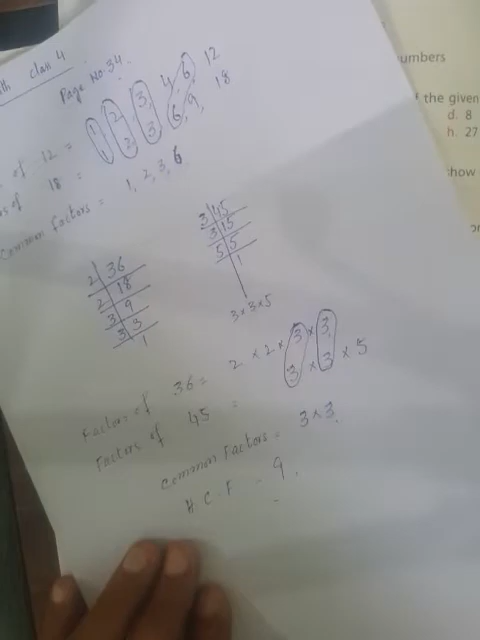 class 4
Page No. 34
of 12 = 1, 2, 3, 4, 6, 12
of 18 = 1, 2, 3, 6, 9, 18
Common Factors = 1, 2, 3, 6
2 | 36
2 | 18
3 | 9
3 | 3
1
3 | 45
3 | 15
5 | 5
1
3 × 3 × 5
Factors of 36 = 2 × 2 × 3 × 3
Factors of 45 = 3 × 3 × 5
Common Factors = 3 × 3.
H C F - 9.
umbers
the given
d. 8
h. 27
how